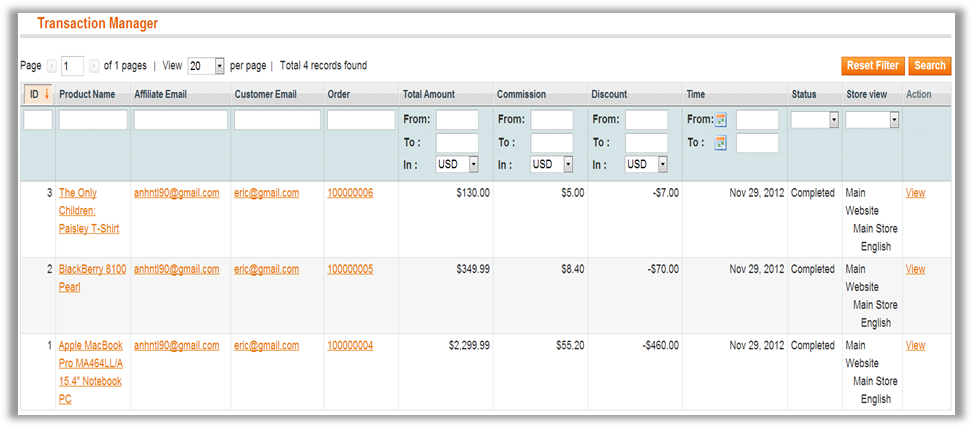 Transaction Manager
Page 1 of 1 pages | View 20 per page | Total 4 records found Reset Filter Search
ID Product Name Affiliate Email Customer Email Order Total Amount Commission Discount Time Status Store view Action
From: From: From: From:
To : To : To : To :
In : USD In : USD In : USD
3 The Only anhntl90@gmail.com eric@gmail.com 100000006 $130.00 $5.00 -$7.00 Nov 29, 2012 Completed Main View
Children: Website
Paisley T-Shirt Main Store
English
2 BlackBerry 8100 anhntl90@gmail.com eric@gmail.com 100000005 $349.99 $8.40 -$70.00 Nov 29, 2012 Completed Main View
Pearl Website
Main Store
English
1 Apple MacBook anhntl90@gmail.com eric@gmail.com 100000004 $2,299.99 $55.20 -$460.00 Nov 29, 2012 Completed Main View
Pro MA464LL/A Website
15.4" Notebook Main Store
PC English